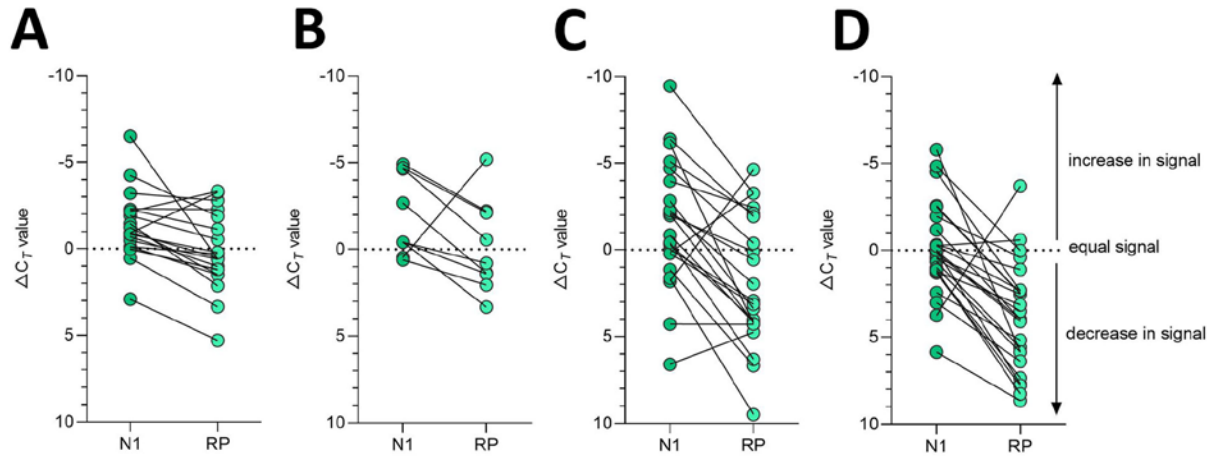 A
B
C
D
-10
-5
0
5
10
ΔC_T value
N1
RP
-10
-5
0
5
10
ΔC_T value
N1
RP
-10
-5
0
5
10
ΔC_T value
N1
RP
-10
-5
0
5
10
ΔC_T value
N1
RP
increase in signal
equal signal
decrease in signal